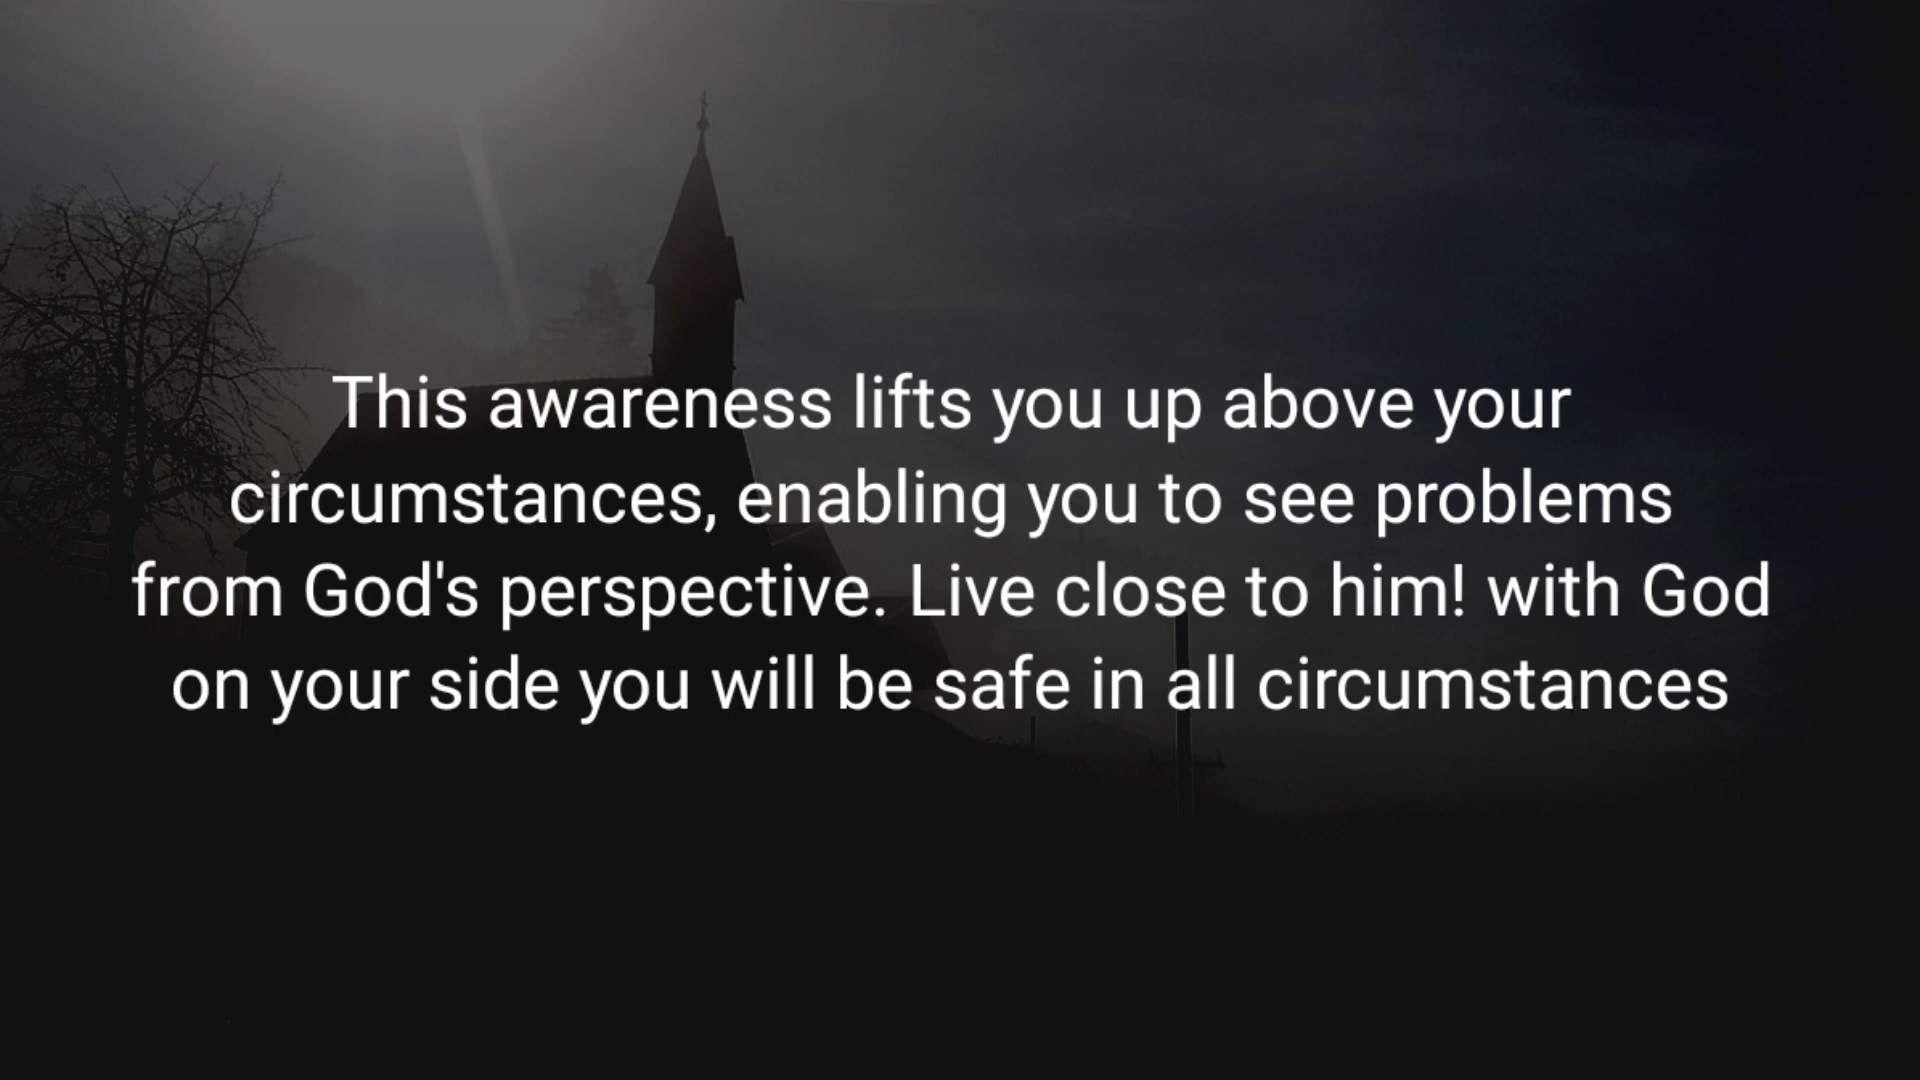 This awareness lifts you up above your
circumstances, enabling you to see problems
from God's perspective. Live close to him! with God
on your side you will be safe in all circumstances